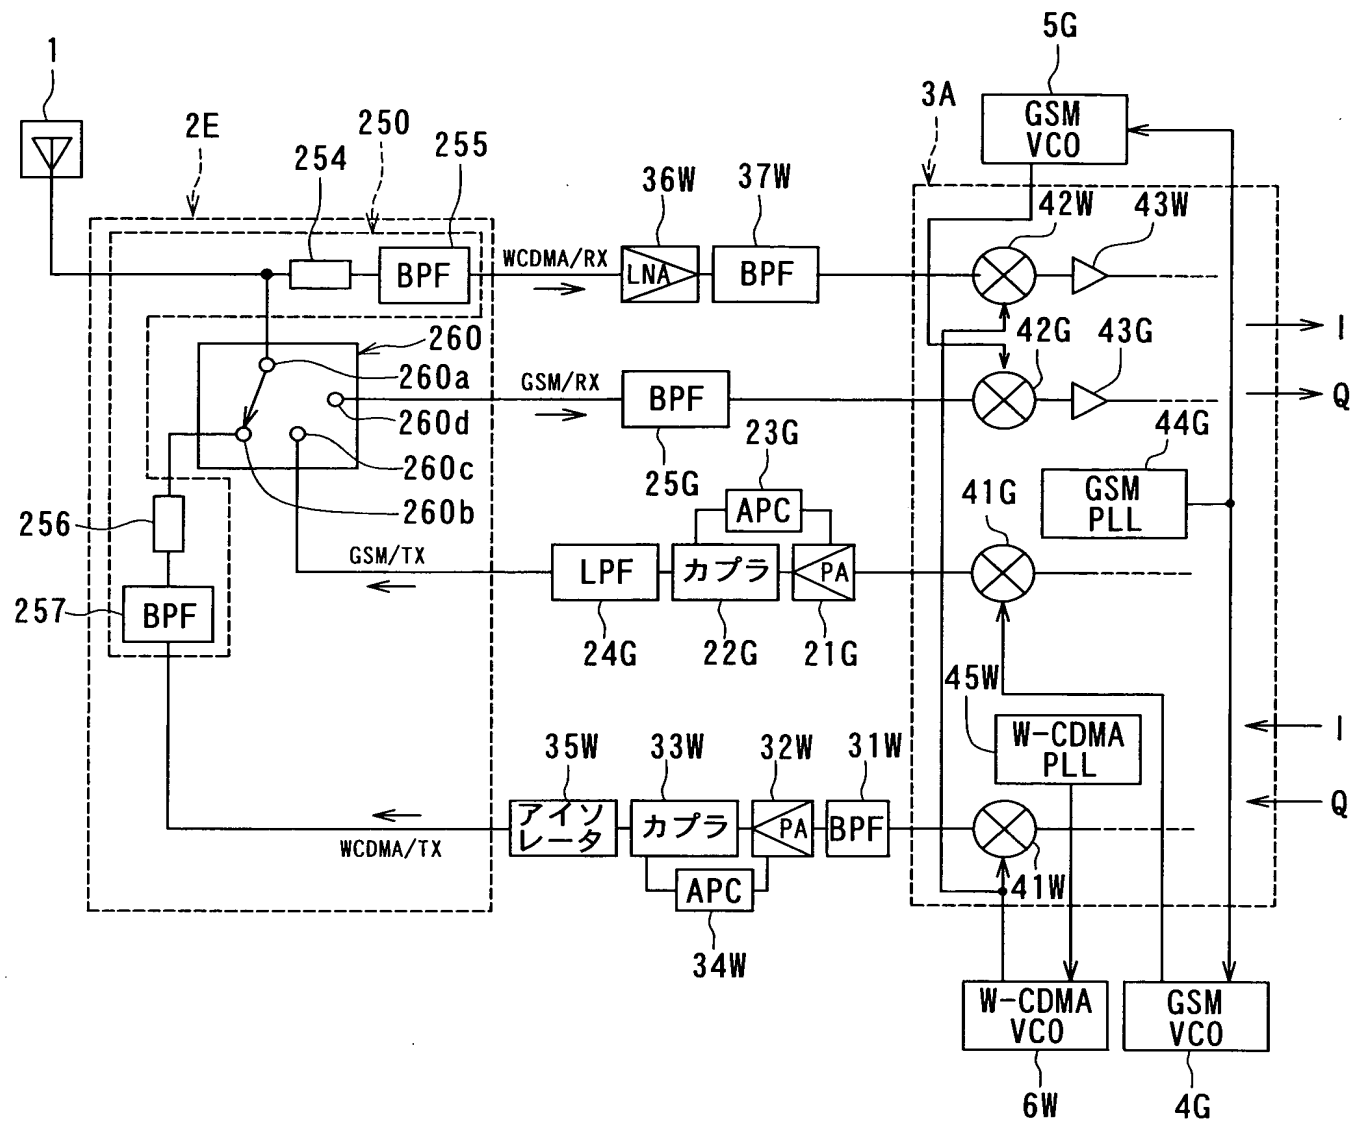 5G
1
3A
GSM
VCO
2E
250
254
255
36W
37W
42W
43W
BPF
WCDMA/RX
LNA
BPF
260
42G
43G
I
260a
GSM/RX
BPF
Q
260d
23G
44G
260c
25G
41G
GSM
PLL
256
260b
APC
GSM/TX
LPF
カプラ
PA
257
BPF
24G
22G
21G
45W
35W
33W
32W
31W
W-CDMA
PLL
I
アイソ
レータ
カプラ
PA
BPF
Q
WCDMA/TX
APC
41W
34W
W-CDMA
VCO
GSM
VCO
6W
4G